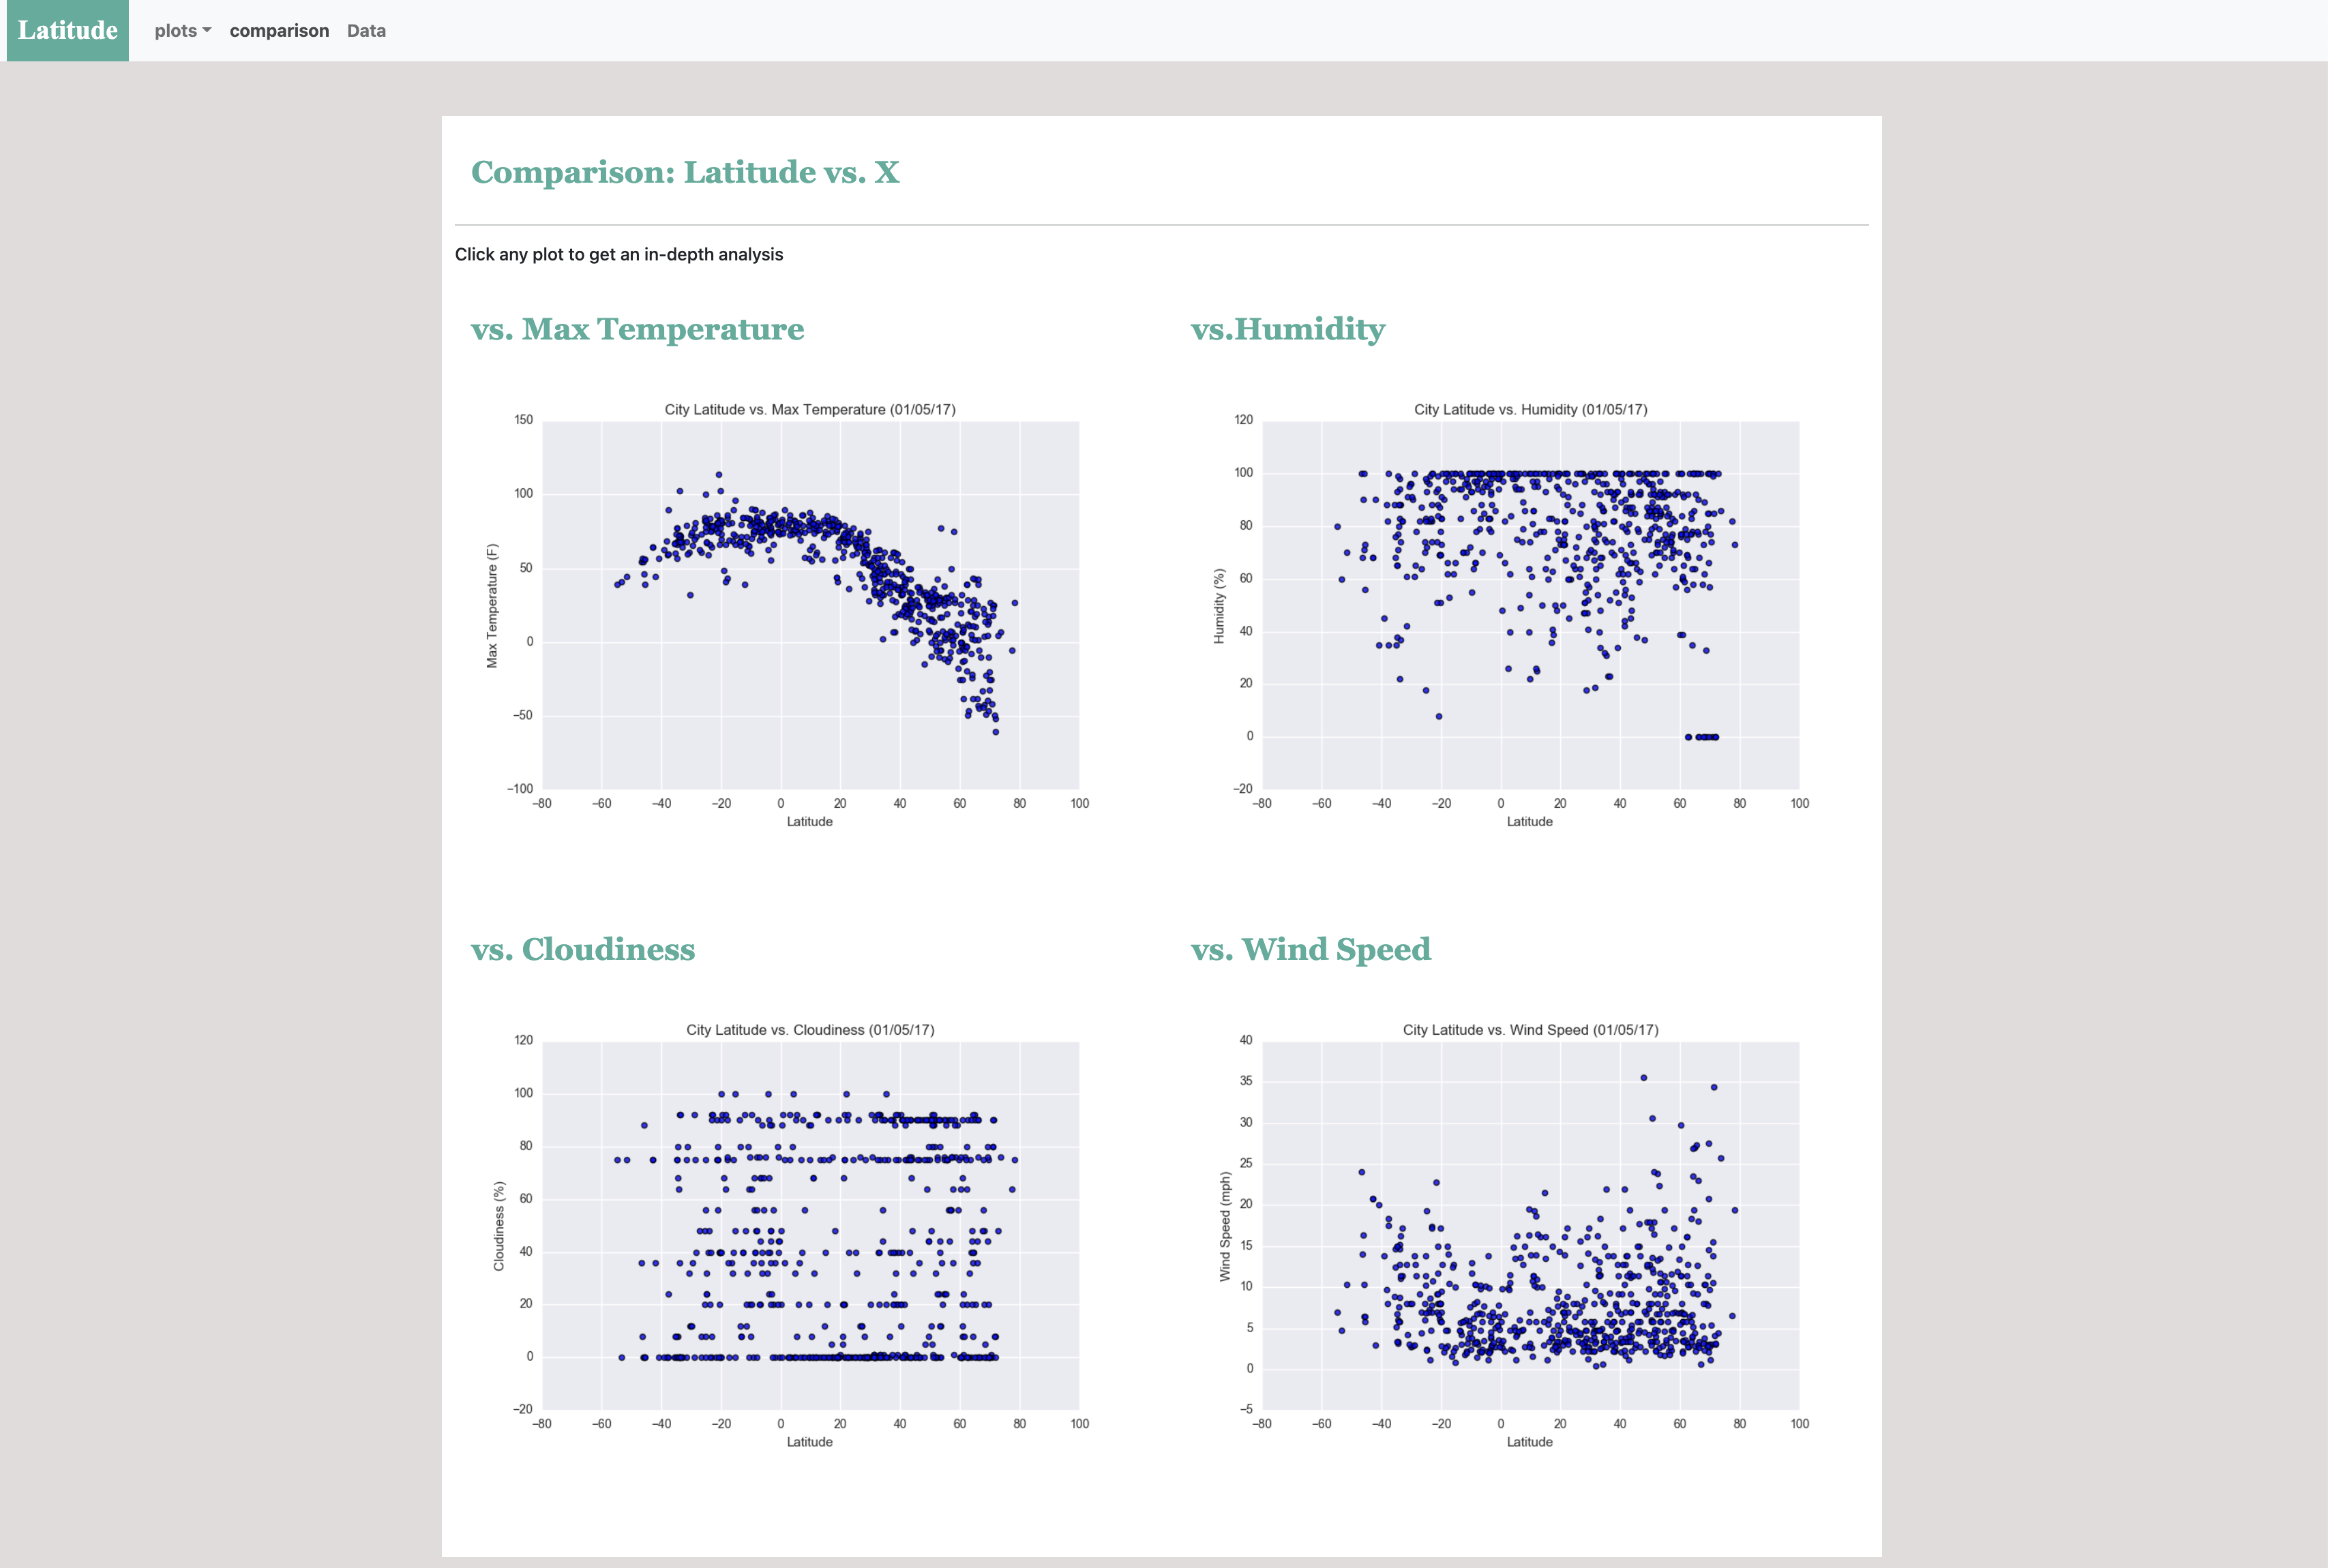 Latitude plots comparison Data
Comparison: Latitude vs. X
Click any plot to get an in-depth analysis
vs. Max Temperature
City Latitude vs. Max Temperature (01/05/17)
150
100
50
0
−50
−100
Max Temperature (F)
−80 −60 −40 −20 0 20 40 60 80 100
Latitude
vs.Humidity
City Latitude vs. Humidity (01/05/17)
120
100
80
60
40
20
0
−20
Humidity (%)
−80 −60 −40 −20 0 20 40 60 80 100
Latitude
vs. Cloudiness
City Latitude vs. Cloudiness (01/05/17)
120
100
80
60
40
20
0
−20
Cloudiness (%)
−80 −60 −40 −20 0 20 40 60 80 100
Latitude
vs. Wind Speed
City Latitude vs. Wind Speed (01/05/17)
40
35
30
25
20
15
10
5
0
−5
Wind Speed (mph)
−80 −60 −40 −20 0 20 40 60 80 100
Latitude